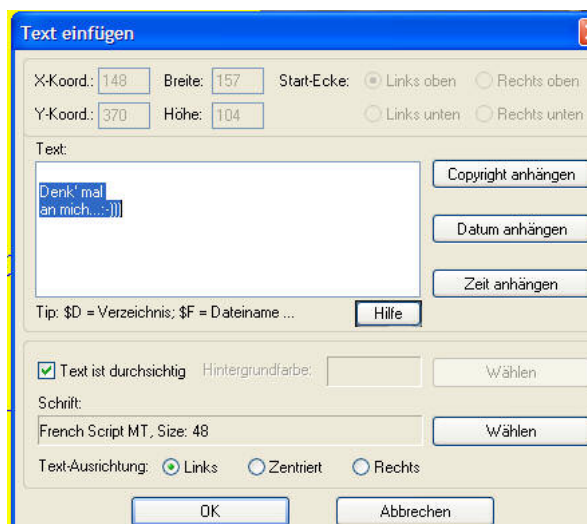 Text einfügen
X-Koord.: 148 Breite: 157 Start-Ecke: Links oben Rechts oben
Y-Koord.: 370 Höhe: 104 Links unten Rechts unten
Text:
Denk' mal
an mich...:-)))
Copyright anhängen
Datum anhängen
Zeit anhängen
Tip: $D = Verzeichnis; $F = Dateiname ... Hilfe
Text ist durchsichtig Hintergrundfarbe: Wählen
Schrift:
French Script MT, Size: 48 Wählen
Text-Ausrichtung: Links Zentriert Rechts
OK Abbrechen